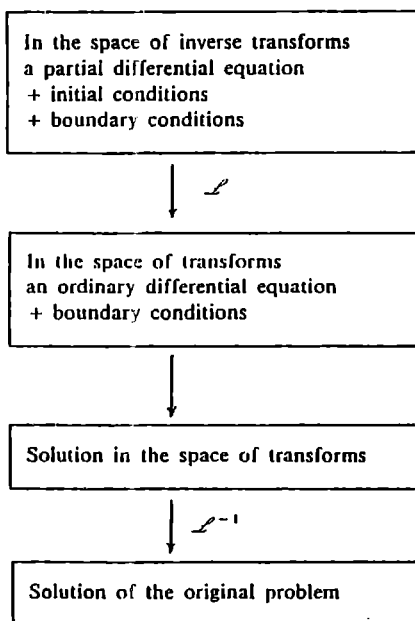 In the space of inverse transforms
a partial differential equation
+ initial conditions
+ boundary conditions
ℒ
In the space of transforms
an ordinary differential equation
+ boundary conditions
Solution in the space of transforms
ℒ⁻¹
Solution of the original problem